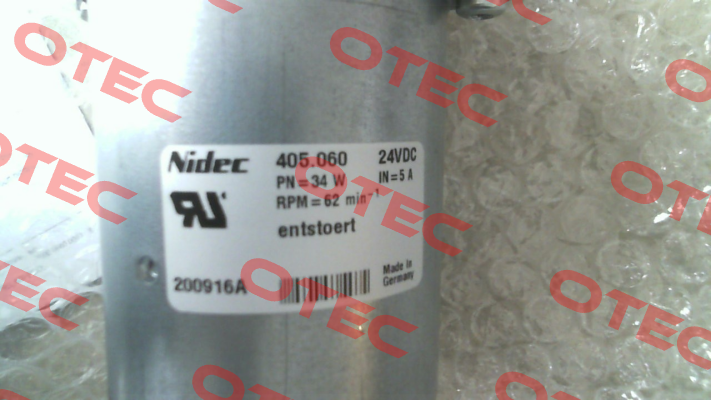 Nidec 405.060 24VDC
PN=34 W IN=5 A
RPM=62 min⁻¹
entstoert
200916A
Made in
Germany
OTEC
OTEC
OTEC
OTEC
OTEC
OTEC
OTEC
OTEC
OTEC